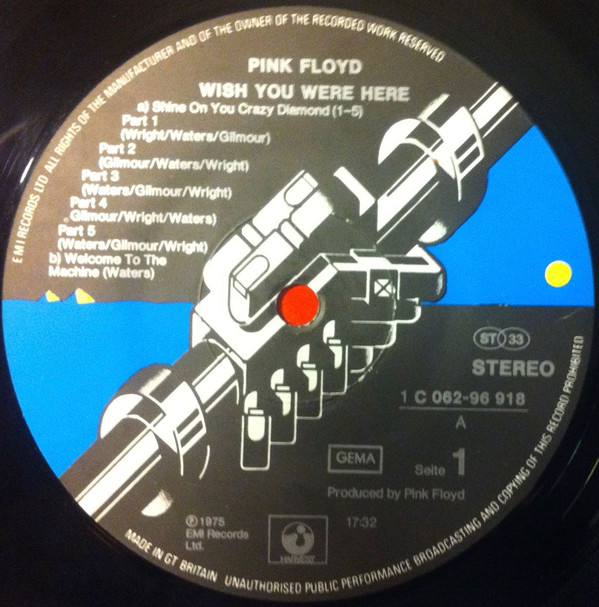 EMI RECORDS LTD ALL RIGHTS OF THE MANUFACTURER AND OF THE OWNER OF THE RECORDED WORK RESERVED
PINK FLOYD
WISH YOU WERE HERE
a) Shine On You Crazy Diamond (1-5)
Part 1
(Wright/Waters/Gilmour)
Part 2
(Gilmour/Waters/Wright)
Part 3
(Waters/Gilmour/Wright)
Part 4
Gilmour/Wright/Waters)
Part 5
(Waters/Gilmour/Wright)
b) Welcome To The
Machine (Waters)
ST 33
STEREO
1 C 062-96 918
A
GEMA
Seite 1
Produced by Pink Floyd
℗ 1975
EMI Records
Ltd.
HARVEST
17:32
MADE IN GT BRITAIN UNAUTHORISED PUBLIC PERFORMANCE BROADCASTING AND COPYING OF THIS RECORD PROHIBITED